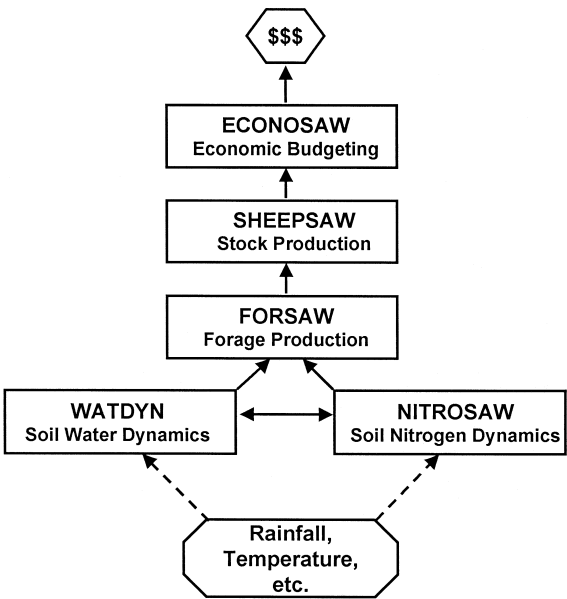 $$$
ECONOSAW
Economic Budgeting
SHEEPSAW
Stock Production
FORSAW
Forage Production
WATDYN
Soil Water Dynamics
NITROSAW
Soil Nitrogen Dynamics
Rainfall,
Temperature,
etc.